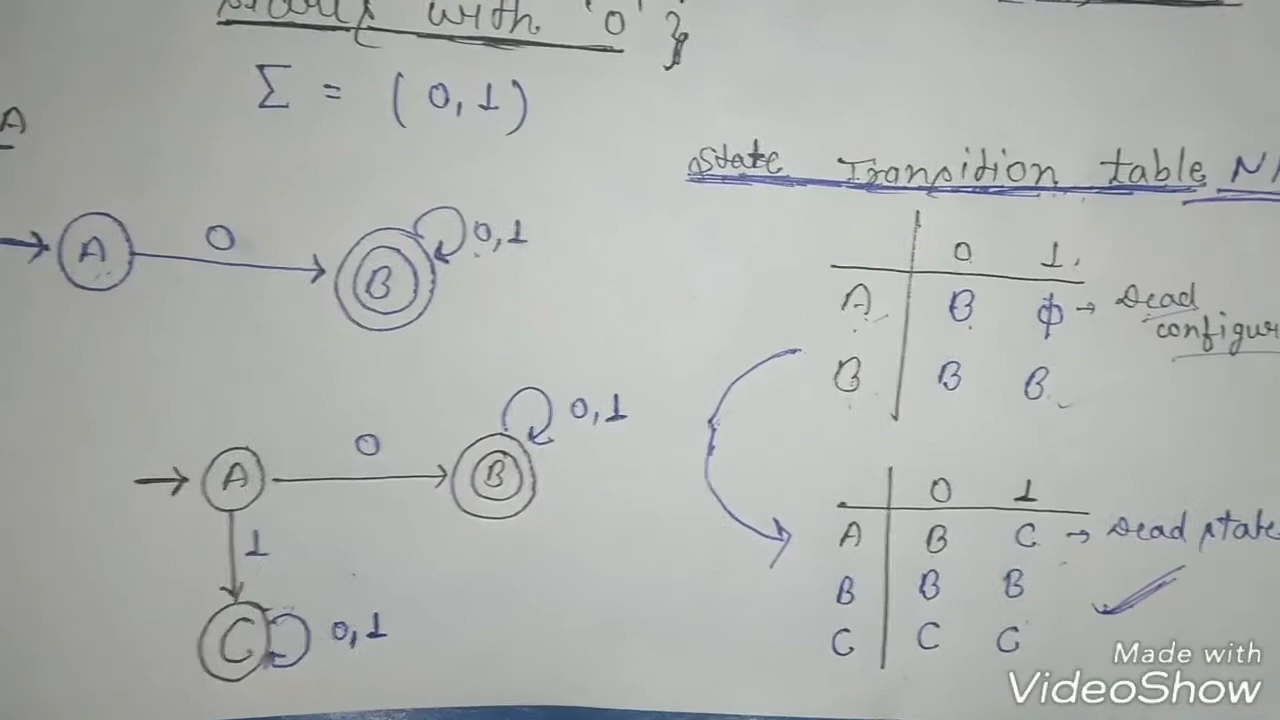 with '0' }
Σ = (0,1)
A
State Transition table
A 0 B 0,1
0 1
A B ϕ → Dead
B B B
A 0 B 0,1
1
C 0,1
0 1
A B C → Dead state
B B B
C C C
Made with
VideoShow